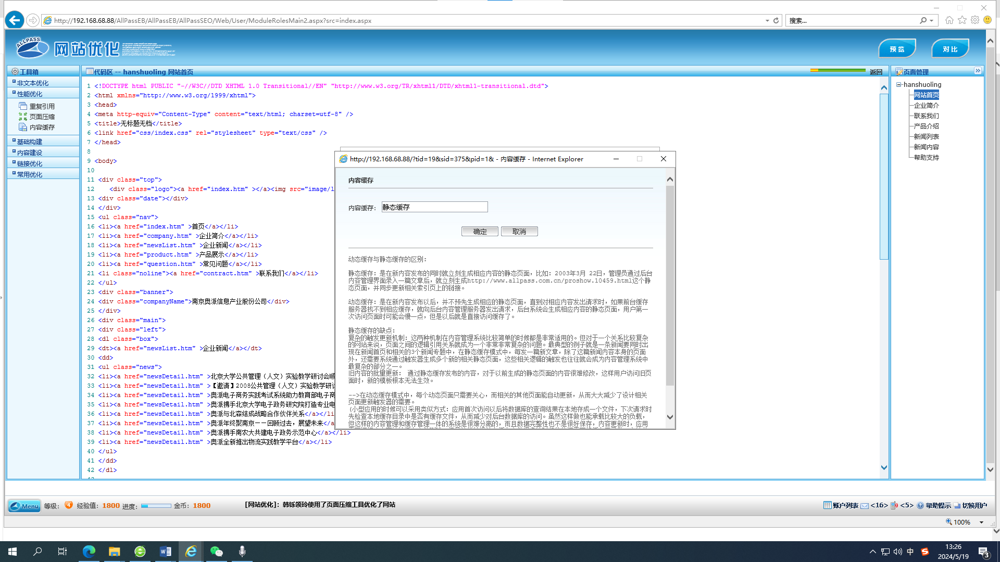 http://192.168.68.88/AllPassEB/AllPassEB/AllPassSEO/Web/User/ModuleRolesMain2.aspx?src=index.aspx
搜索...
ALLPASS 网站优化
预 览
对 比
工具箱
非文本优化
性能优化
重复引用
页面压缩
内容缓存
基础构建
内容建设
链接优化
常用优化
代码区 -- hanshuoling 网站首页
返回
1 <!DOCTYPE html PUBLIC "-//W3C//DTD XHTML 1.0 Transitional//EN" "http://www.w3.org/TR/xhtml1/DTD/xhtml1-transitional.dtd">
2 <html xmlns="http://www.w3.org/1999/xhtml">
3 <head>
4 <meta http-equiv="Content-Type" content="text/html; charset=utf-8" />
5 <title>无标题无档</title>
6 <link href="css/index.css" rel="stylesheet" type="text/css" />
7 </head>
8
9 <body>
10
11 <div class="top">
12 <div class="logo"><a href="index.htm" ></a><img src="image/l
13 <div class="date"></div>
14 </div>
15 <ul class="nav">
16 <li><a href="index.htm" >首页</a></li>
17 <li><a href="company.htm" >企业简介</a></li>
18 <li><a href="newsList.htm" >企业新闻</a></li>
19 <li><a href="product.htm" >产品展示</a></li>
20 <li><a href="question.htm" >常见问题</a></li>
21 <li class="noline"><a href="contract.htm" >联系我们</a></li>
22 </ul>
23 <div class="banner">
24 <div class="companyName">南京奥派信息产业股份公司</div>
25 </div>
26 <div class="main">
27 <div class="left">
28 <dl class="box">
29 <dt><a href="newsList.htm" >企业新闻</a></dt>
30 <dd>
31 <ul class="news">
32 <li><a href="newsDetail.htm" >北京大学公共管理（人文）实验教学研讨会顺
33 <li><a href="newsDetail.htm" >【邀请】2008公共管理（人文）实验教学研讨
34 <li><a href="newsDetail.htm" >奥派电子商务实践考试系统助力教育部电子商
35 <li><a href="newsDetail.htm" >奥派携手北京大学电子政务研究院打造专业电
36 <li><a href="newsDetail.htm" >奥派与北森结成战略合作伙伴关系</a></li
37 <li><a href="newsDetail.htm" >奥派年终聚南京－－回顾过去，展望未来</a
38 <li><a href="newsDetail.htm" >奥派携手南农大共建电子政务示范中心</a></li>
39 <li><a href="newsDetail.htm" >奥派全新推出物流实践教学平台</a></li>
40 </ul>
41 </dd>
42 </dl>
http://192.168.68.88/?tid=19&sid=375&pid=1& - 内容缓存 - Internet Explorer
内容缓存
内容缓存：
静态缓存
确定
取消
动态缓存与静态缓存的区别：
静态缓存：是在新内容发布的同时就立刻生成相应内容的静态页面，比如：2003年3月 22日，管理员通过后台
内容管理界面录入一篇文章后，就立刻生成http://www.allpass.com.cn/proshow.10459.html这个静
态页面，并同步更新相关索引页上的链接。
动态缓存：是在新内容发布以后，并不预先生成相应的静态页面，直到对相应内容发出请求时，如果前台缓存
服务器找不到相应缓存，就向后台内容管理服务器发出请求，后台系统会生成相应内容的静态页面，用户第一
次访问页面时可能会慢一点，但是以后就是直接访问缓存了。
静态缓存的缺点：
复杂的触发更新机制：这两种机制在内容管理系统比较简单的时候都是非常适用的。但对于一个关系比较复杂
的网站来说，页面之间的逻辑引用关系就成为一个非常非常复杂的问题。最典型的例子就是一条新闻要同时出
现在新闻首页和相关的3个新闻专题中，在静态缓存模式中，每发一篇新文章，除了这篇新闻内容本身的页面
外，还需要系统通过触发器生成多个新的相关静态页面，这些相关逻辑的触发也往往就会成为内容管理系统中
最复杂的部分之一。
旧内容的批量更新： 通过静态缓存发布的内容，对于以前生成的静态页面的内容很难修改，这样用户访问旧页
面时，新的模板根本无法生效。
-->在动态缓存模式中，每个动态页面只需要关心，而相关的其他页面能自动更新，从而大大减少了设计相关
页面更新触发器的需要。
(小型应用的时候可以采用类似方式：应用首次访问以后将数据库的查询结果在本地存成一个文件，下次请求时
先检查本地缓存目录中是否有缓存文件，从而减少对后台数据库的访问。虽然这样做也能承载比较大的负载，
但这样的内容管理和缓存管理一体的系统是很难分离的，而且数据完整性也不是很好保存，内容更新时，应用
页面管理
hanshuoling
网站首页
企业简介
联系我们
产品介绍
新闻列表
新闻内容
帮助支持
Menu 等级： 4 经验值：1800 进度： 金币：1800
[网站优化]：韩铄领玲使用了页面压缩工具优化了网站
账户列表 <16> <5> 帮助提示 切换用户
100%
中
13:26
2024/5/19
3